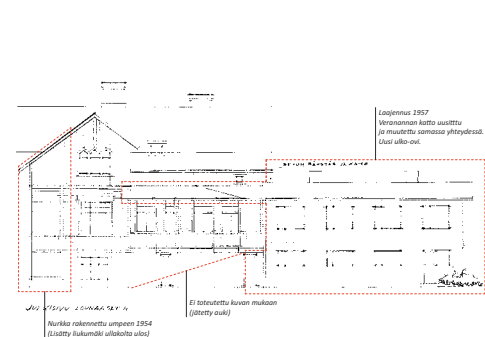 Laajennus 1957
Veranannan katto uusittu
ja muutettu samassa yhteydessä.
Uusi ulko-ovi.
Ei toteutettu kuvan mukaan
(jätetty auki)
Nurkka rakennettu umpeen 1954
(Lisätty liukumäki ullakolta ulos)